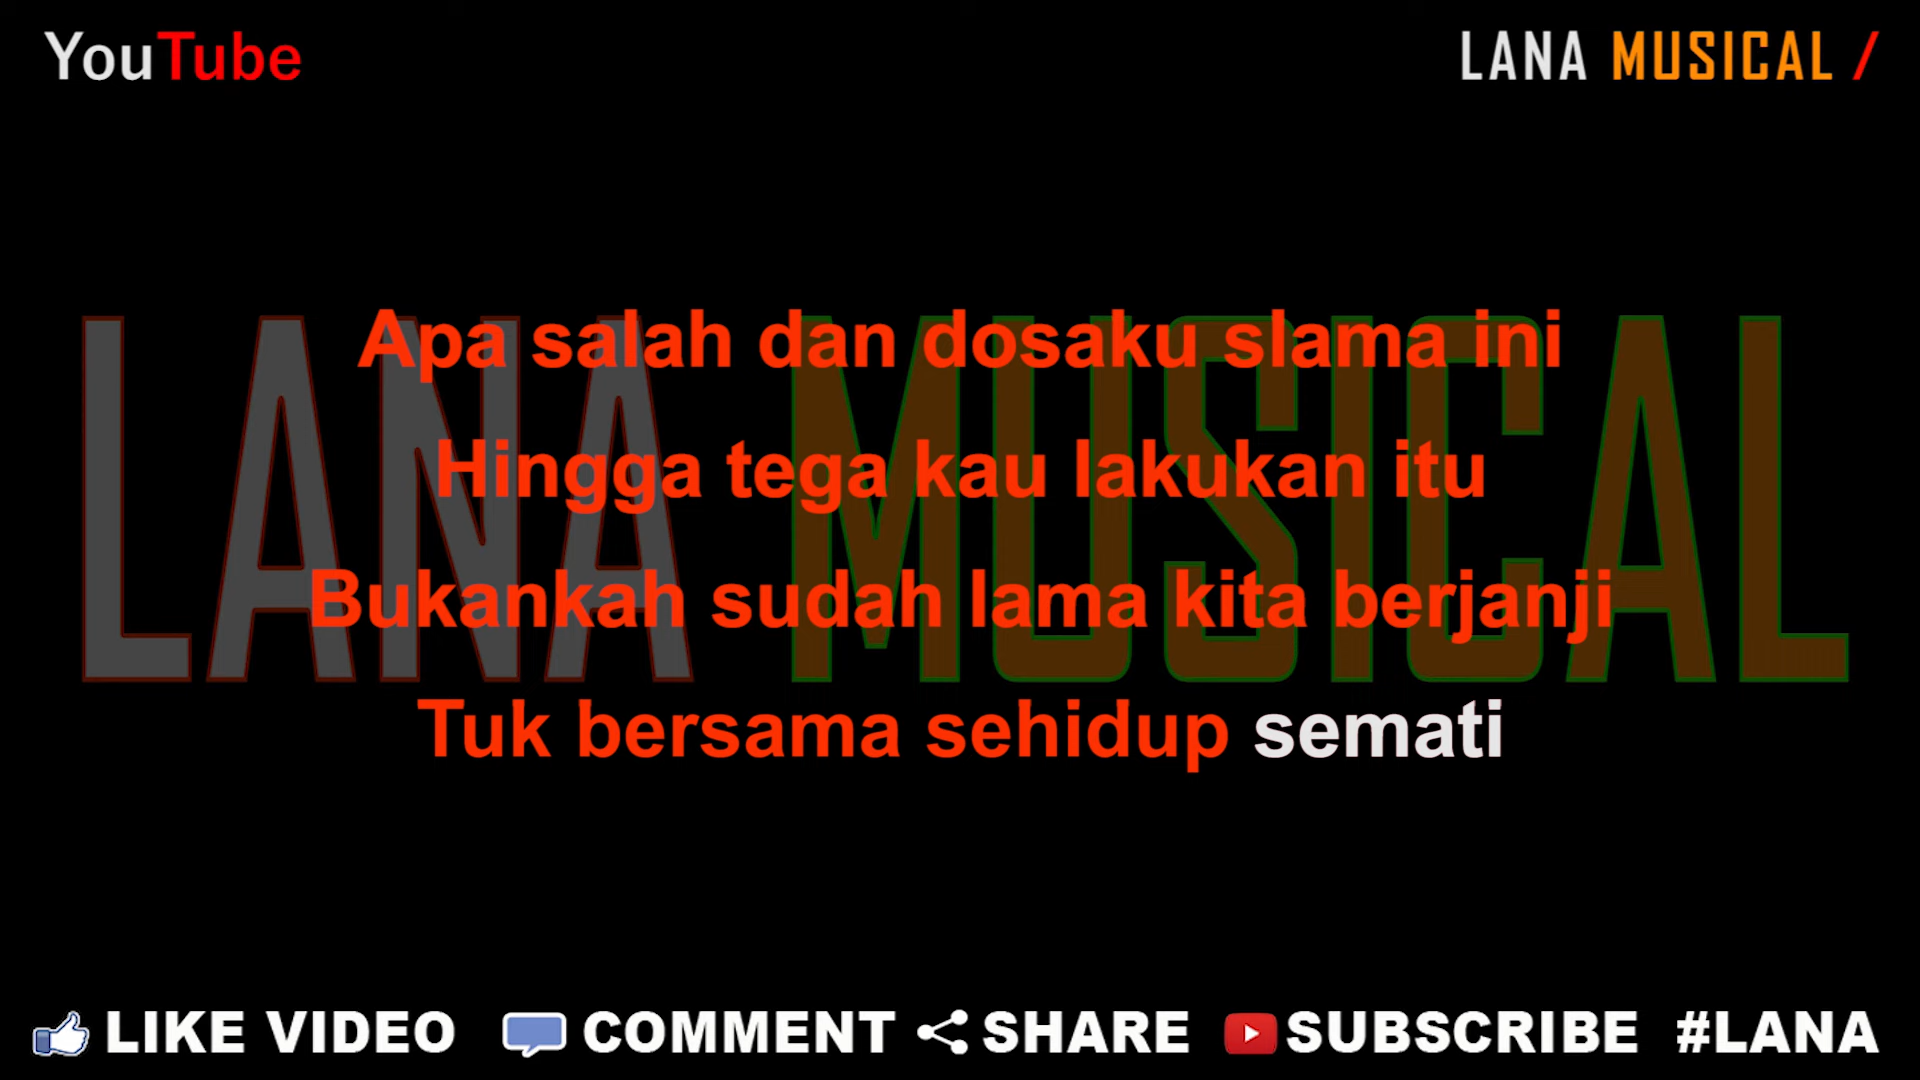 YouTube
LANA MUSICAL /
LANA MUSICAL
Apa salah dan dosaku slama ini
Hingga tega kau lakukan itu
Bukankah sudah lama kita berjanji
Tuk bersama sehidup semati
LIKE VIDEO COMMENT SHARE SUBSCRIBE #LANA